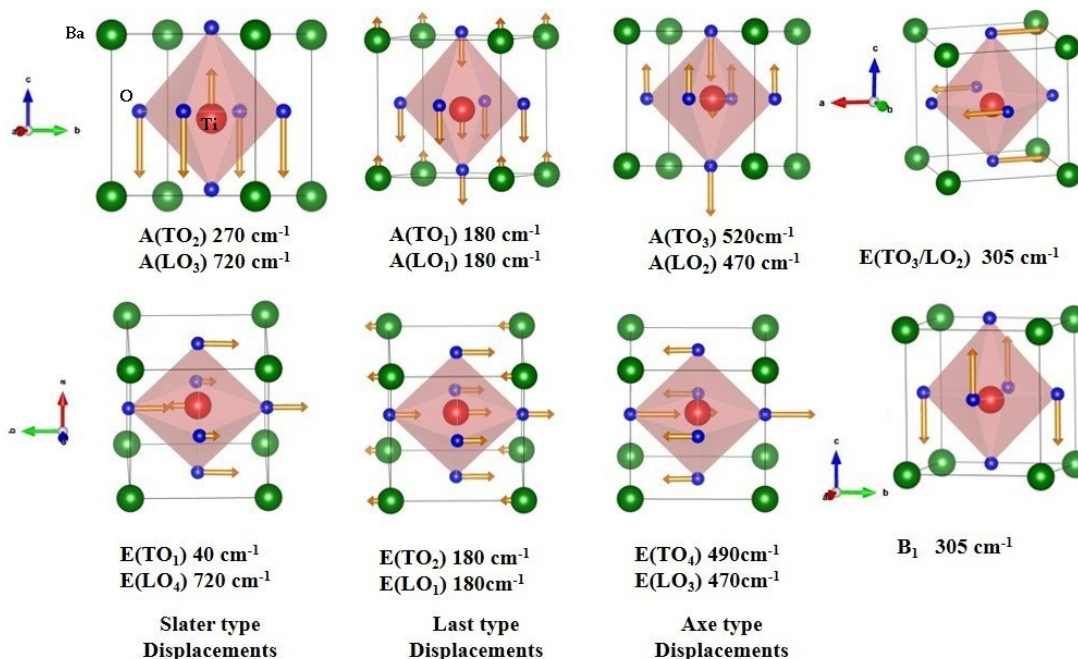 Ba
O
Ti
c
a
b
c
a
b
A(TO₂) 270 cm⁻¹
A(LO₃) 720 cm⁻¹
A(TO₁) 180 cm⁻¹
A(LO₁) 180 cm⁻¹
A(TO₃) 520cm⁻¹
A(LO₂) 470 cm⁻¹
E(TO₃/LO₂) 305 cm⁻¹
c
a
b
E(TO₁) 40 cm⁻¹
E(LO₄) 720 cm⁻¹
E(TO₂) 180 cm⁻¹
E(LO₁) 180cm⁻¹
E(TO₄) 490cm⁻¹
E(LO₃) 470cm⁻¹
B₁ 305 cm⁻¹
Slater type
Displacements
Last type
Displacements
Axe type
Displacements